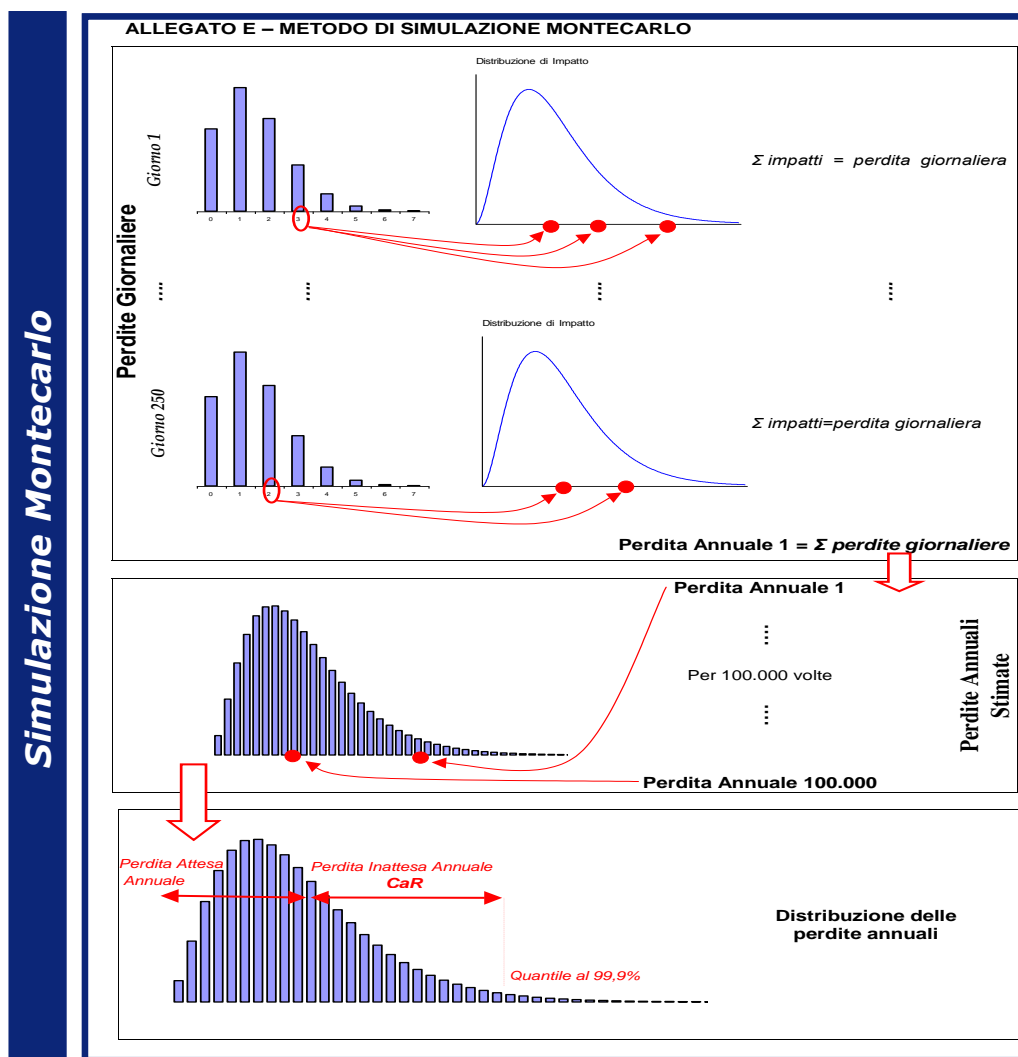 Simulazione Montecarlo
ALLEGATO E – METODO DI SIMULAZIONE MONTECARLO
Perdite Giornaliere
Giorno 1
0 1 2 3 4 5 6 7
Distribuzione di Impatto
Σ impatti = perdita giornaliera
.... .... .... ....
Giorno 250
0 1 2 3 4 5 6 7
Distribuzione di Impatto
Σ impatti=perdita giornaliera
Perdita Annuale 1 = Σ perdite giornaliere
Perdita Annuale 1
....
Per 100.000 volte
....
Perdita Annuale 100.000
Perdite Annuali
Stimate
Perdita Attesa
Annuale
Perdita Inattesa Annuale
CaR
Quantile al 99,9%
Distribuzione delle
perdite annuali